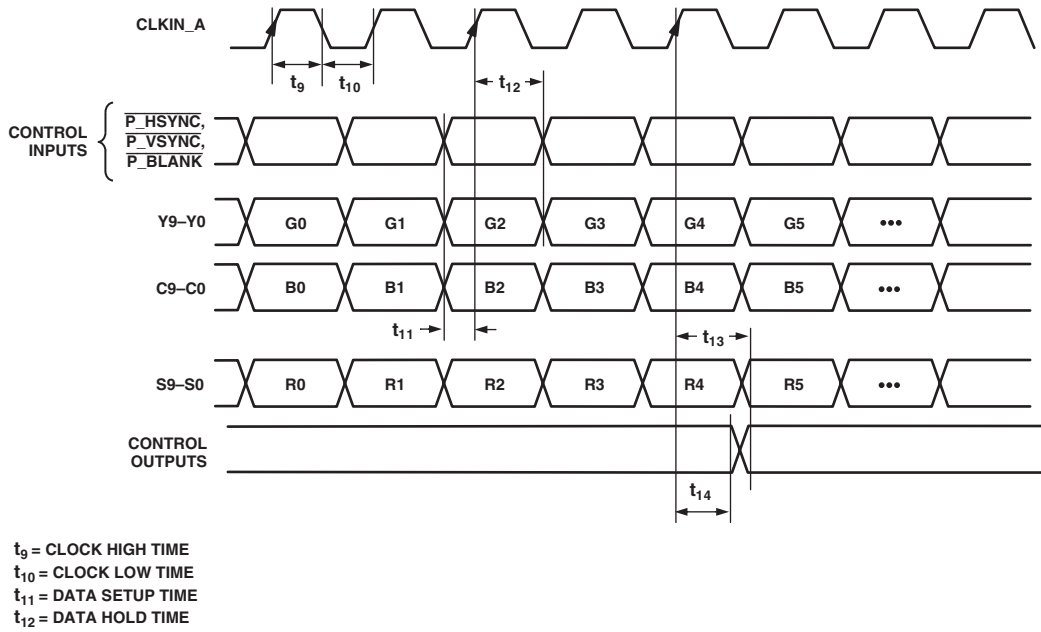 CLKIN_A
t9
t10
t12
CONTROL
INPUTS
P_HSYNC,
P_VSYNC,
P_BLANK
Y9–Y0
G0 G1 G2 G3 G4 G5 •••
C9–C0
B0 B1 B2 B3 B4 B5 •••
t11
t13
S9–S0
R0 R1 R2 R3 R4 R5 •••
CONTROL
OUTPUTS
t14
t9 = CLOCK HIGH TIME
t10 = CLOCK LOW TIME
t11 = DATA SETUP TIME
t12 = DATA HOLD TIME